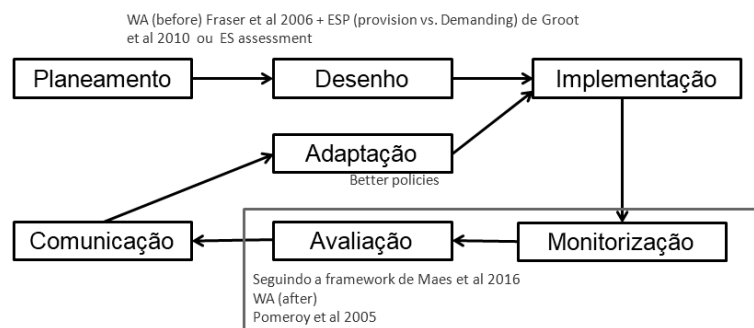 WA (before) Fraser et al 2006 + ESP (provision vs. Demanding) de Groot
et al 2010 ou ES assessment
Planeamento
Desenho
Implementação
Adaptação
Better policies
Comunicação
Avaliação
Monitorização
Seguindo a framework de Maes et al 2016
WA (after)
Pomeroy et al 2005